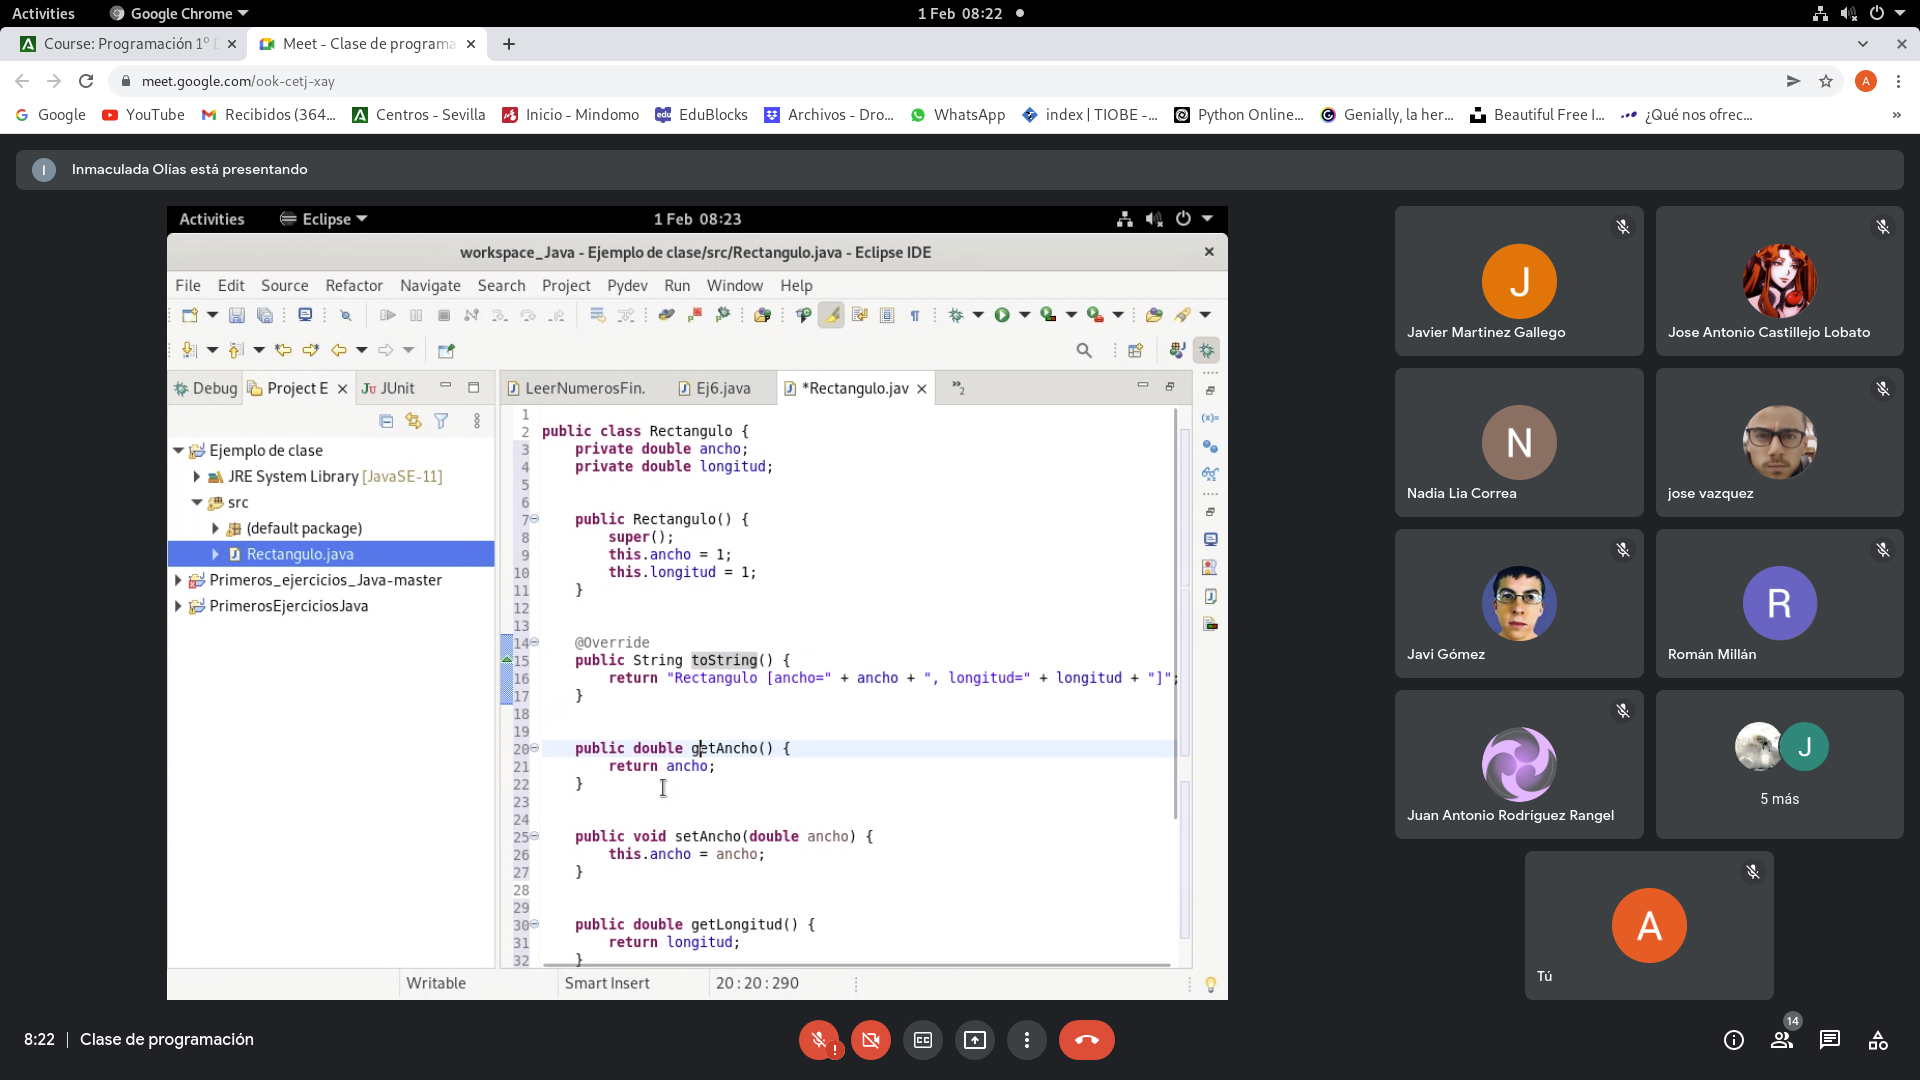 Activities Google Chrome 1 Feb 08:22
Course: Programación 1º D Meet - Clase de programa
meet.google.com/ook-cetj-xay A
Google YouTube Recibidos (364... Centros - Sevilla Inicio - Mindomo EduBlocks Archivos - Dro... WhatsApp index | TIOBE -... Python Online... Genially, la her... Beautiful Free I... ¿Qué nos ofrec... »
I Inmaculada Olías está presentando
Activities Eclipse 1 Feb 08:23
workspace_Java - Ejemplo de clase/src/Rectangulo.java - Eclipse IDE
File Edit Source Refactor Navigate Search Project Pydev Run Window Help
Debug Project E JUnit LeerNumerosFin. Ej6.java *Rectangulo.jav »2
Ejemplo de clase
JRE System Library [JavaSE-11]
src
(default package)
Rectangulo.java
Primeros_ejercicios_Java-master
PrimerosEjerciciosJava
1
2 public class Rectangulo {
3 private double ancho;
4 private double longitud;
5
6
7 public Rectangulo() {
8 super();
9 this.ancho = 1;
10 this.longitud = 1;
11 }
12
13
14 @Override
15 public String toString() {
16 return "Rectangulo [ancho=" + ancho + ", longitud=" + longitud + "]";
17 }
18
19
20 public double getAncho() {
21 return ancho;
22 }
23
24
25 public void setAncho(double ancho) {
26 this.ancho = ancho;
27 }
28
29
30 public double getLongitud() {
31 return longitud;
32 }
Writable Smart Insert 20 : 20 : 290
J
Javier Martinez Gallego
Jose Antonio Castillejo Lobato
N
Nadia Lia Correa
jose vazquez
Javi Gómez
R
Román Millán
Juan Antonio Rodríguez Rangel
J
5 más
A
Tú
8:22 | Clase de programación
CC
14